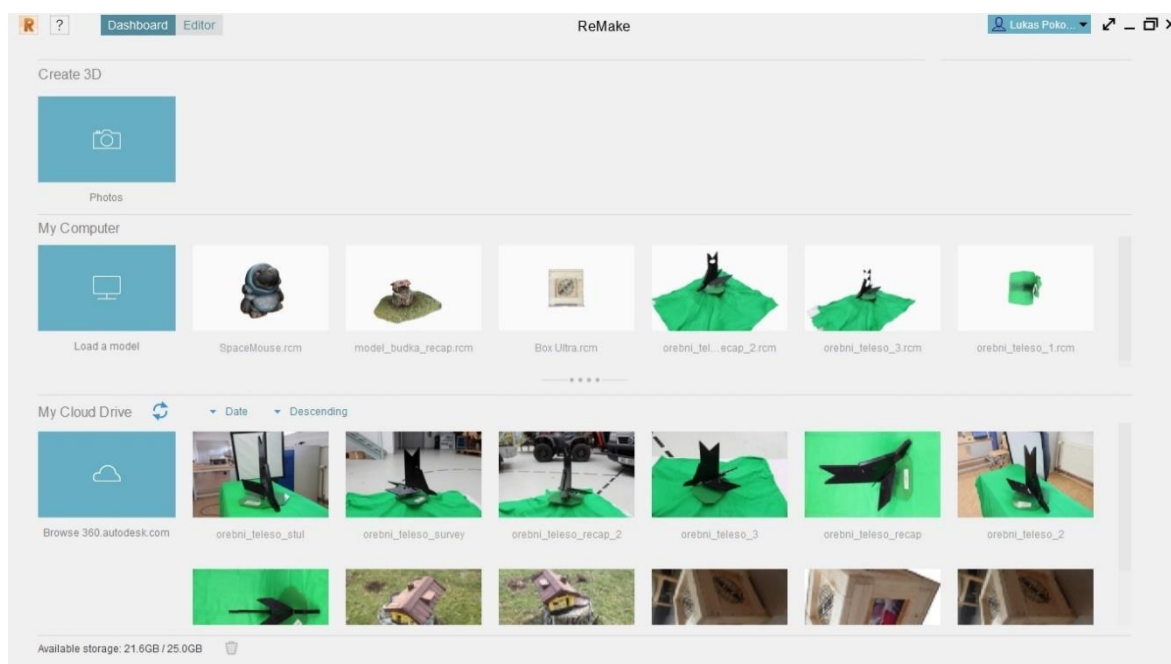 R ? Dashboard Editor ReMake Lukas Poko...
Create 3D
Photos
My Computer
Load a model SpaceMouse.rcm model_budka_recap.rcm Box Ultra.rcm orebni_tel...ecap_2.rcm orebni_teleso_3.rcm orebni_teleso_1.rcm
My Cloud Drive Date Descending
Browse 360.autodesk.com orebni_teleso_stul orebni_teleso_survey orebni_teleso_recap_2 orebni_teleso_3 orebni_teleso_recap orebni_teleso_2
Available storage: 21.6GB / 25.0GB